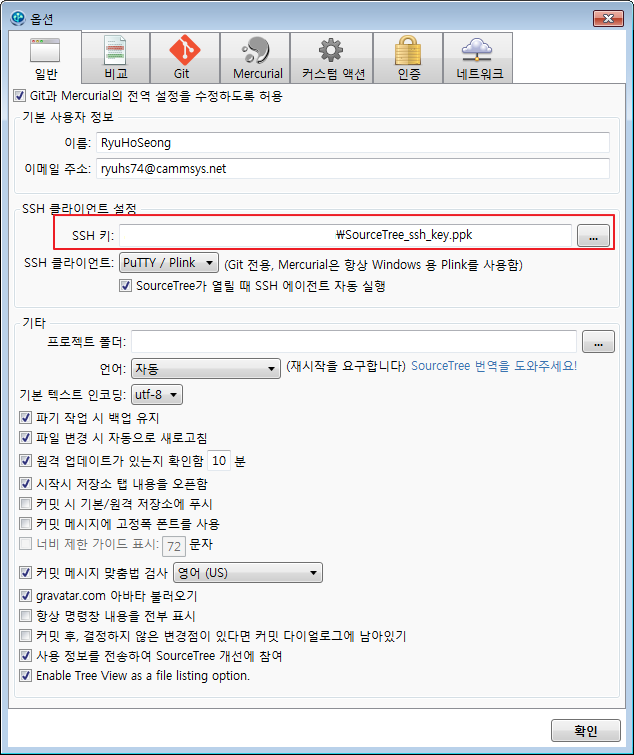 옵션
일반 비교 Git Mercurial 커스텀 액션 인증 네트워크
Git과 Mercurial의 전역 설정을 수정하도록 허용
기본 사용자 정보
이름: RyuHoSeong
이메일 주소: ryuhs74@cammsys.net
SSH 클라이언트 설정
SSH 키: ₩SourceTree_ssh_key.ppk ...
SSH 클라이언트: PuTTY / Plink (Git 전용, Mercurial은 항상 Windows 용 Plink를 사용함)
SourceTree가 열릴 때 SSH 에이전트 자동 실행
기타
프로젝트 폴더: ...
언어: 자동 (재시작을 요구합니다) SourceTree 번역을 도와주세요!
기본 텍스트 인코딩: utf-8
파기 작업 시 백업 유지
파일 변경 시 자동으로 새로고침
원격 업데이트가 있는지 확인함 10 분
시작시 저장소 탭 내용을 오픈함
커밋 시 기본/원격 저장소에 푸시
커밋 메시지에 고정폭 폰트를 사용
너비 제한 가이드 표시: 72 문자
커밋 메시지 맞춤법 검사 영어 (US)
gravatar.com 아바타 불러오기
항상 명령창 내용을 전부 표시
커밋 후, 결정하지 않은 변경점이 있다면 커밋 다이얼로그에 남아있기
사용 정보를 전송하여 SourceTree 개선에 참여
Enable Tree View as a file listing option.
확인